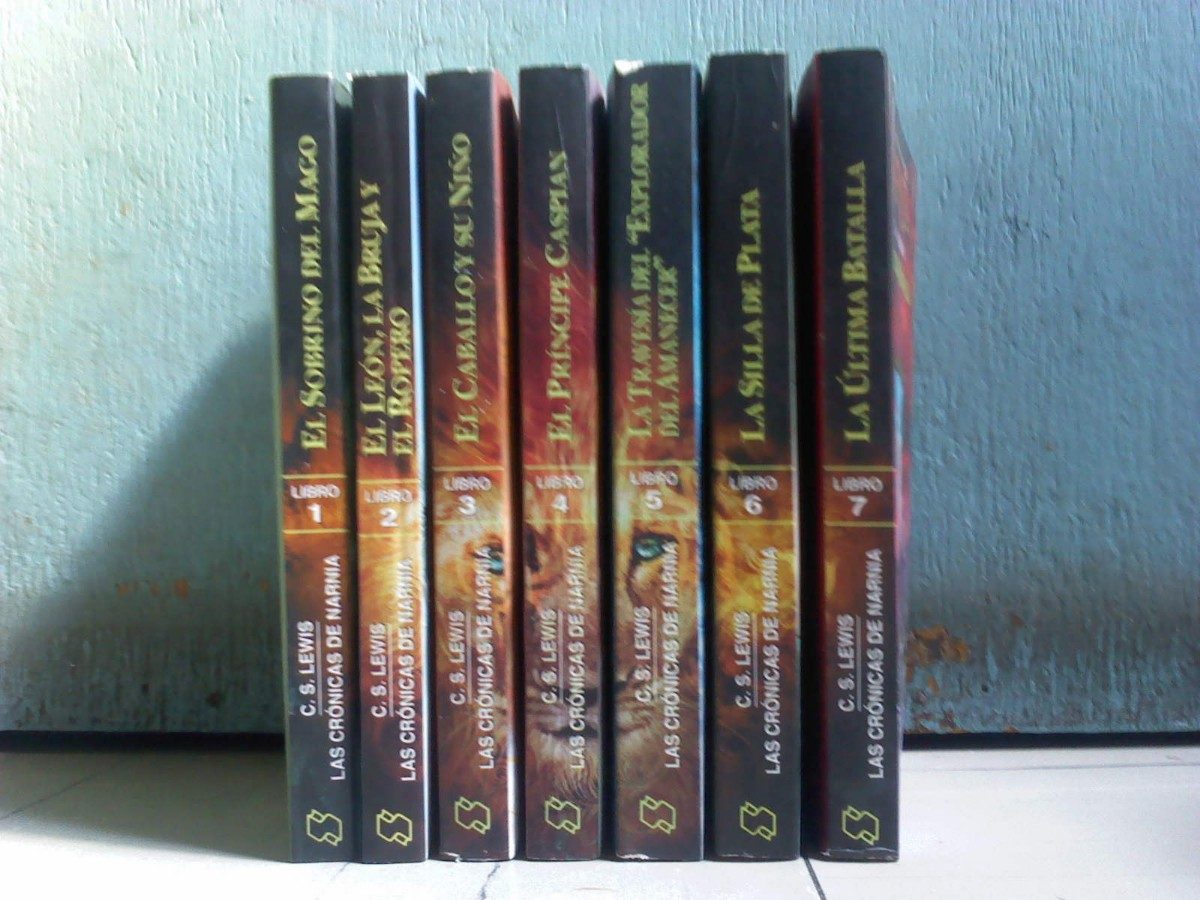 EL SOBRINO DEL MAGO
LIBRO
1
C. S. LEWIS
LAS CRÓNICAS DE NARNIA
EL LEÓN, LA BRUJA Y
EL ROPERO
LIBRO
2
C. S. LEWIS
LAS CRÓNICAS DE NARNIA
EL CABALLO Y SU NIÑO
LIBRO
3
C. S. LEWIS
LAS CRÓNICAS DE NARNIA
EL PRÍNCIPE CASPIAN
LIBRO
4
C. S. LEWIS
LAS CRÓNICAS DE NARNIA
LA TRAVESÍA DEL "EXPLORADOR
DEL AMANECER"
LIBRO
5
C. S. LEWIS
LAS CRÓNICAS DE NARNIA
LA SILLA DE PLATA
LIBRO
6
C. S. LEWIS
LAS CRÓNICAS DE NARNIA
LA ÚLTIMA BATALLA
LIBRO
7
C. S. LEWIS
LAS CRÓNICAS DE NARNIA